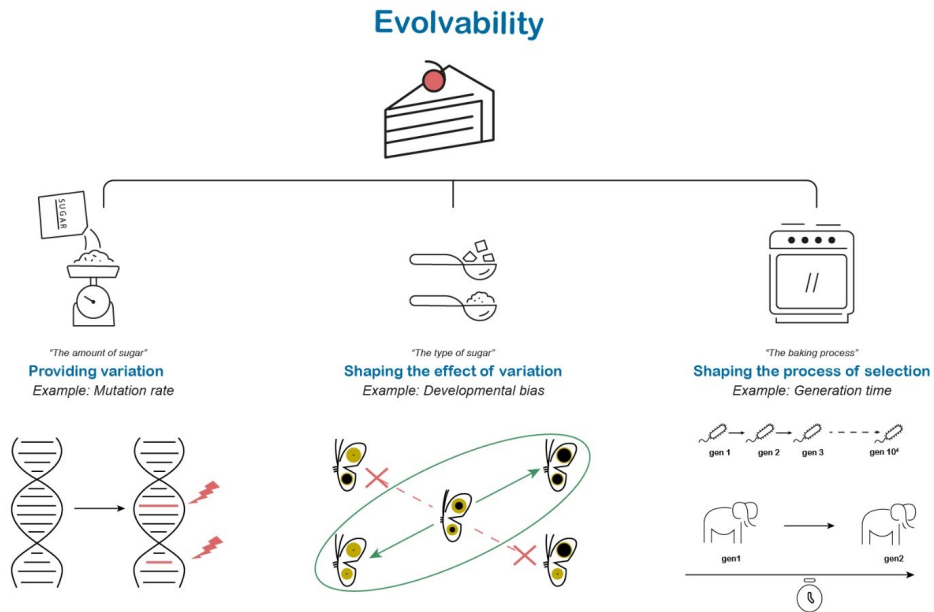 Evolvability
SUGAR
"The amount of sugar"
Providing variation
Example: Mutation rate
"The type of sugar"
Shaping the effect of variation
Example: Developmental bias
"The baking process"
Shaping the process of selection
Example: Generation time
gen 1
gen 2
gen 3
gen 10⁴
gen1
gen2